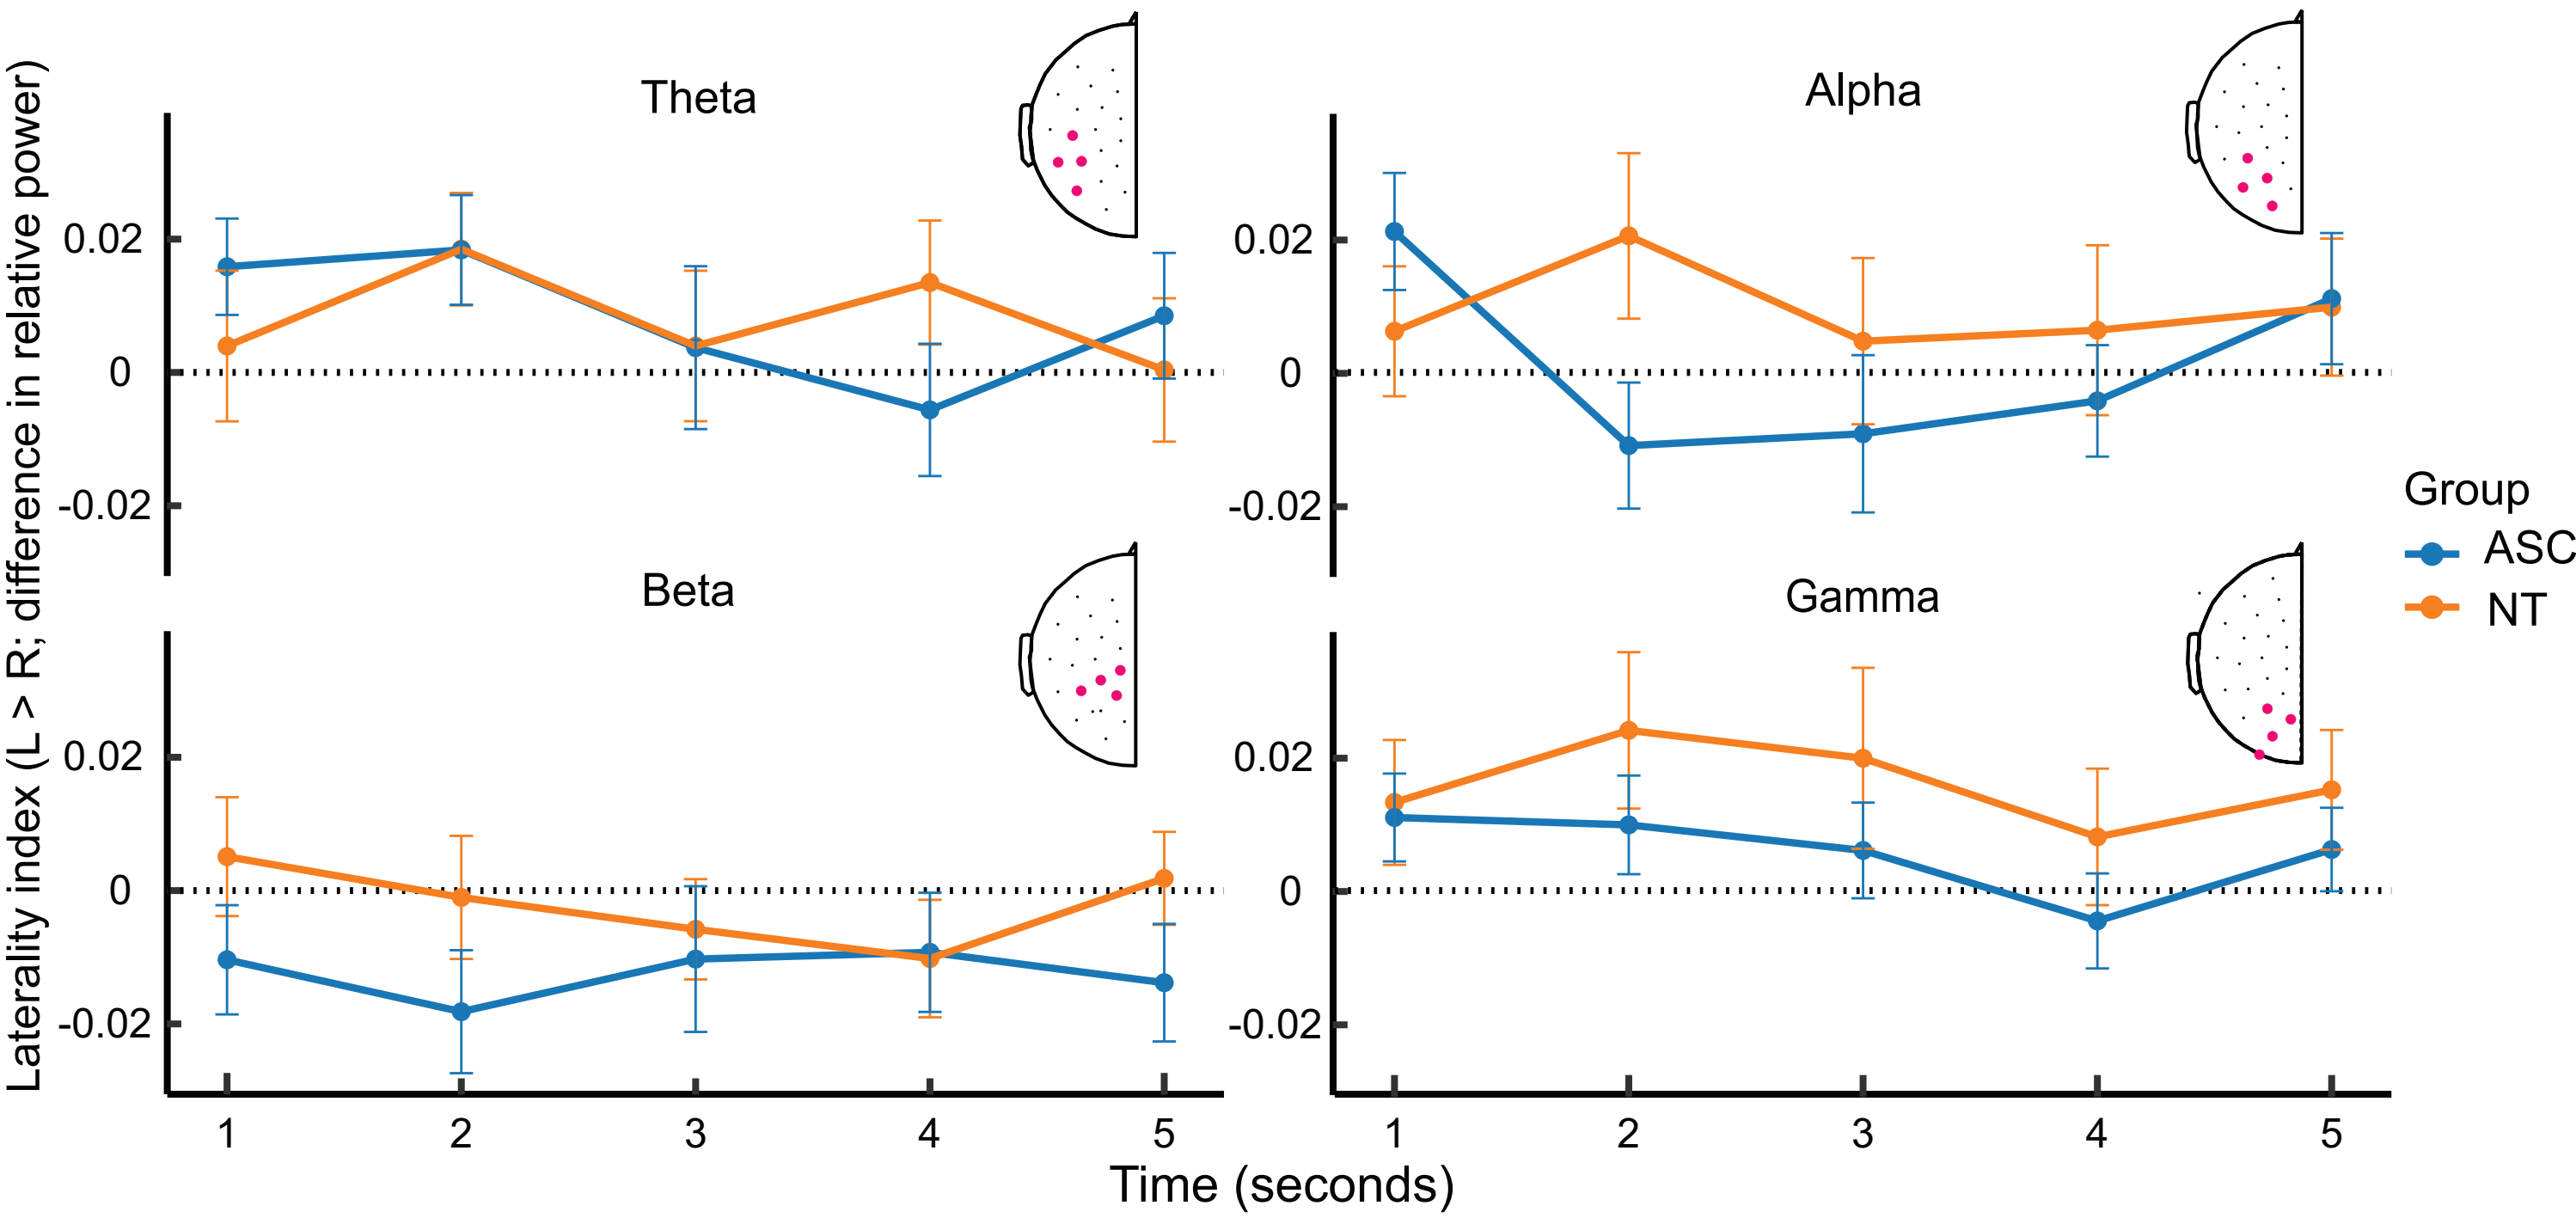 Laterality index (L > R; difference in relative power)
Theta
0.02
0
-0.02
Alpha
0.02
0
-0.02
Beta
0.02
0
-0.02
1 2 3 4 5
Gamma
0.02
0
-0.02
1 2 3 4 5
Time (seconds)
Group
ASC
NT